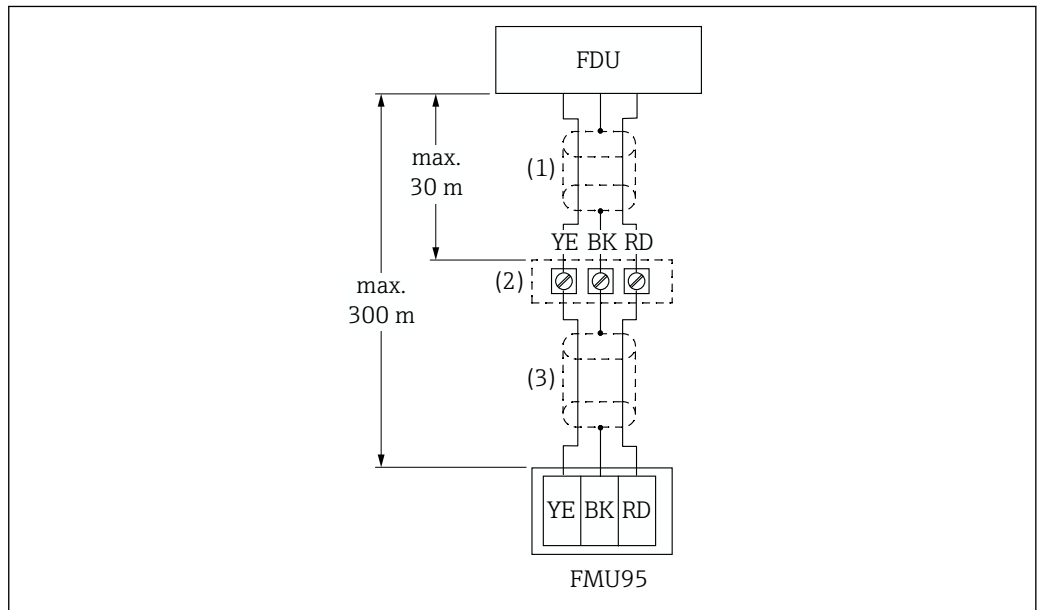 FDU
(1)
max.
30 m
YE BK RD
(2)
max.
300 m
(3)
YE BK RD
FMU95